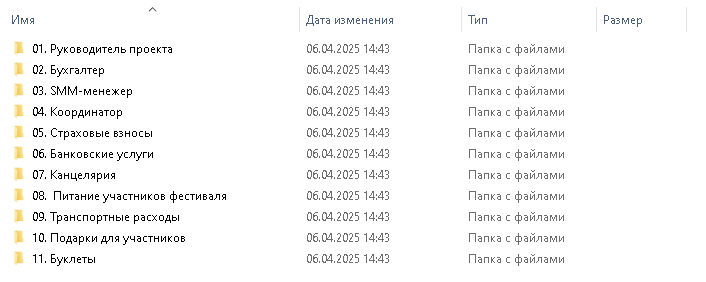 Имя Дата изменения Тип Размер
01. Руководитель проекта 06.04.2025 14:43 Папка с файлами
02. Бухгалтер 06.04.2025 14:43 Папка с файлами
03. SMM-менежер 06.04.2025 14:43 Папка с файлами
04. Координатор 06.04.2025 14:43 Папка с файлами
05. Страховые взносы 06.04.2025 14:43 Папка с файлами
06. Банковские услуги 06.04.2025 14:43 Папка с файлами
07. Канцелярия 06.04.2025 14:43 Папка с файлами
08.  Питание участников фестиваля 06.04.2025 14:43 Папка с файлами
09. Транспортные расходы 06.04.2025 14:43 Папка с файлами
10. Подарки для участников 06.04.2025 14:43 Папка с файлами
11. Буклеты 06.04.2025 14:43 Папка с файлами